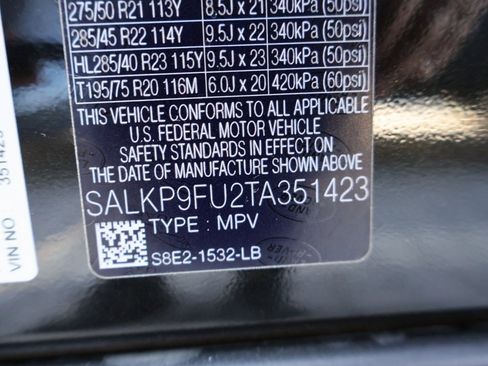 275/50 R21 113Y 8.5J x 21 340kPa (50psi)
285/45 R22 114Y 9.5J x 22 340kPa (50psi)
HL285/40 R23 115Y 9.5J x 23 340kPa (50psi)
T195/75 R20 116M 6.0J x 20 420kPa (60psi)
THIS VEHICLE CONFORMS TO ALL APPLICABLE
U.S. FEDERAL MOTOR VEHICLE
SAFETY STANDARDS IN EFFECT ON THE
DATE OF MANUFACTURE SHOWN ABOVE
SALKP9FU2TA351423
TYPE : MPV
S8E2-1532-LB
VIN NO
351423